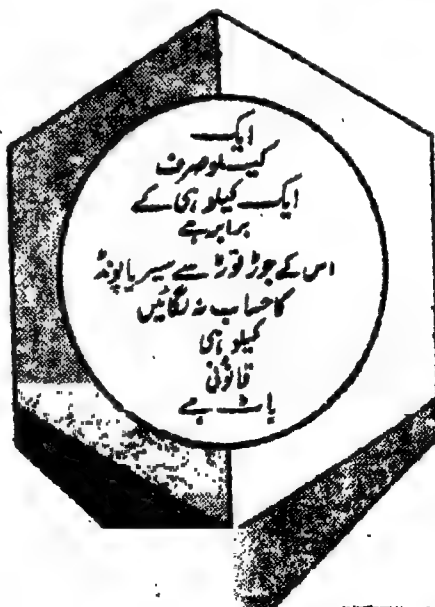 ایک
کیلو صرف
ایک کیلو ہی کے
برابر ہے
اس کے جوڑ توڑ سے سیر یا پونڈ
کا حساب نہ لگائیں
کیلو ہی
قانونی
باٹ ہے